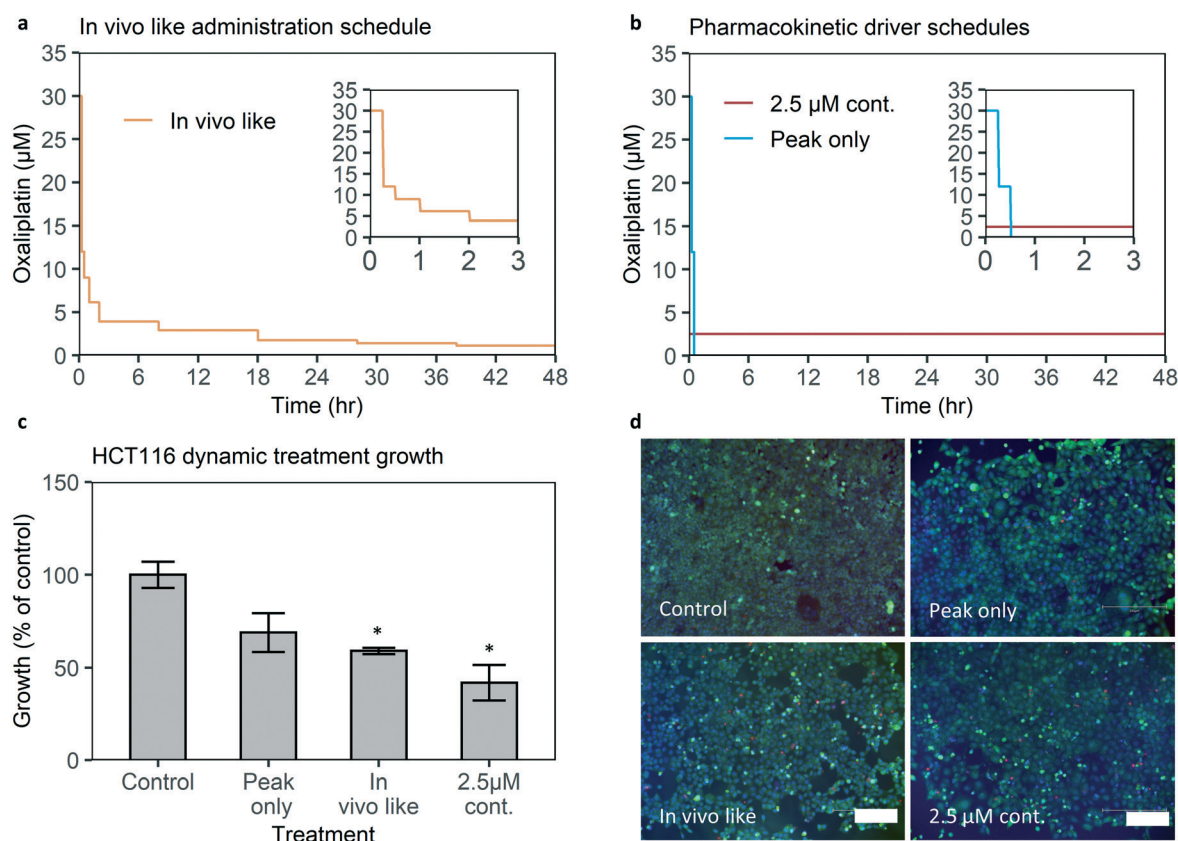 a
In vivo like administration schedule
Oxaliplatin (µM)
35
30
25
20
15
10
5
0
In vivo like
35
30
25
20
15
10
5
0
0 1 2 3
0 6 12 18 24 30 36 42 48
Time (hr)
b
Pharmacokinetic driver schedules
Oxaliplatin (µM)
35
30
25
20
15
10
5
0
2.5 µM cont.
Peak only
35
30
25
20
15
10
5
0
0 1 2 3
0 6 12 18 24 30 36 42 48
Time (hr)
c
HCT116 dynamic treatment growth
Growth (% of control)
150
100
50
0
*
*
Control
Peak
only
In
vivo like
2.5µM
cont.
Treatment
d
Control
Peak only
In vivo like
2.5 µM cont.